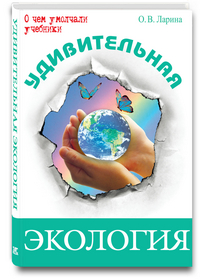 О чем умолчали
учебники
О. В. Ларина
УДИВИТЕЛЬНАЯ
ЭКОЛОГИЯ
УДИВИТЕЛЬНАЯ ЭКОЛОГИЯ